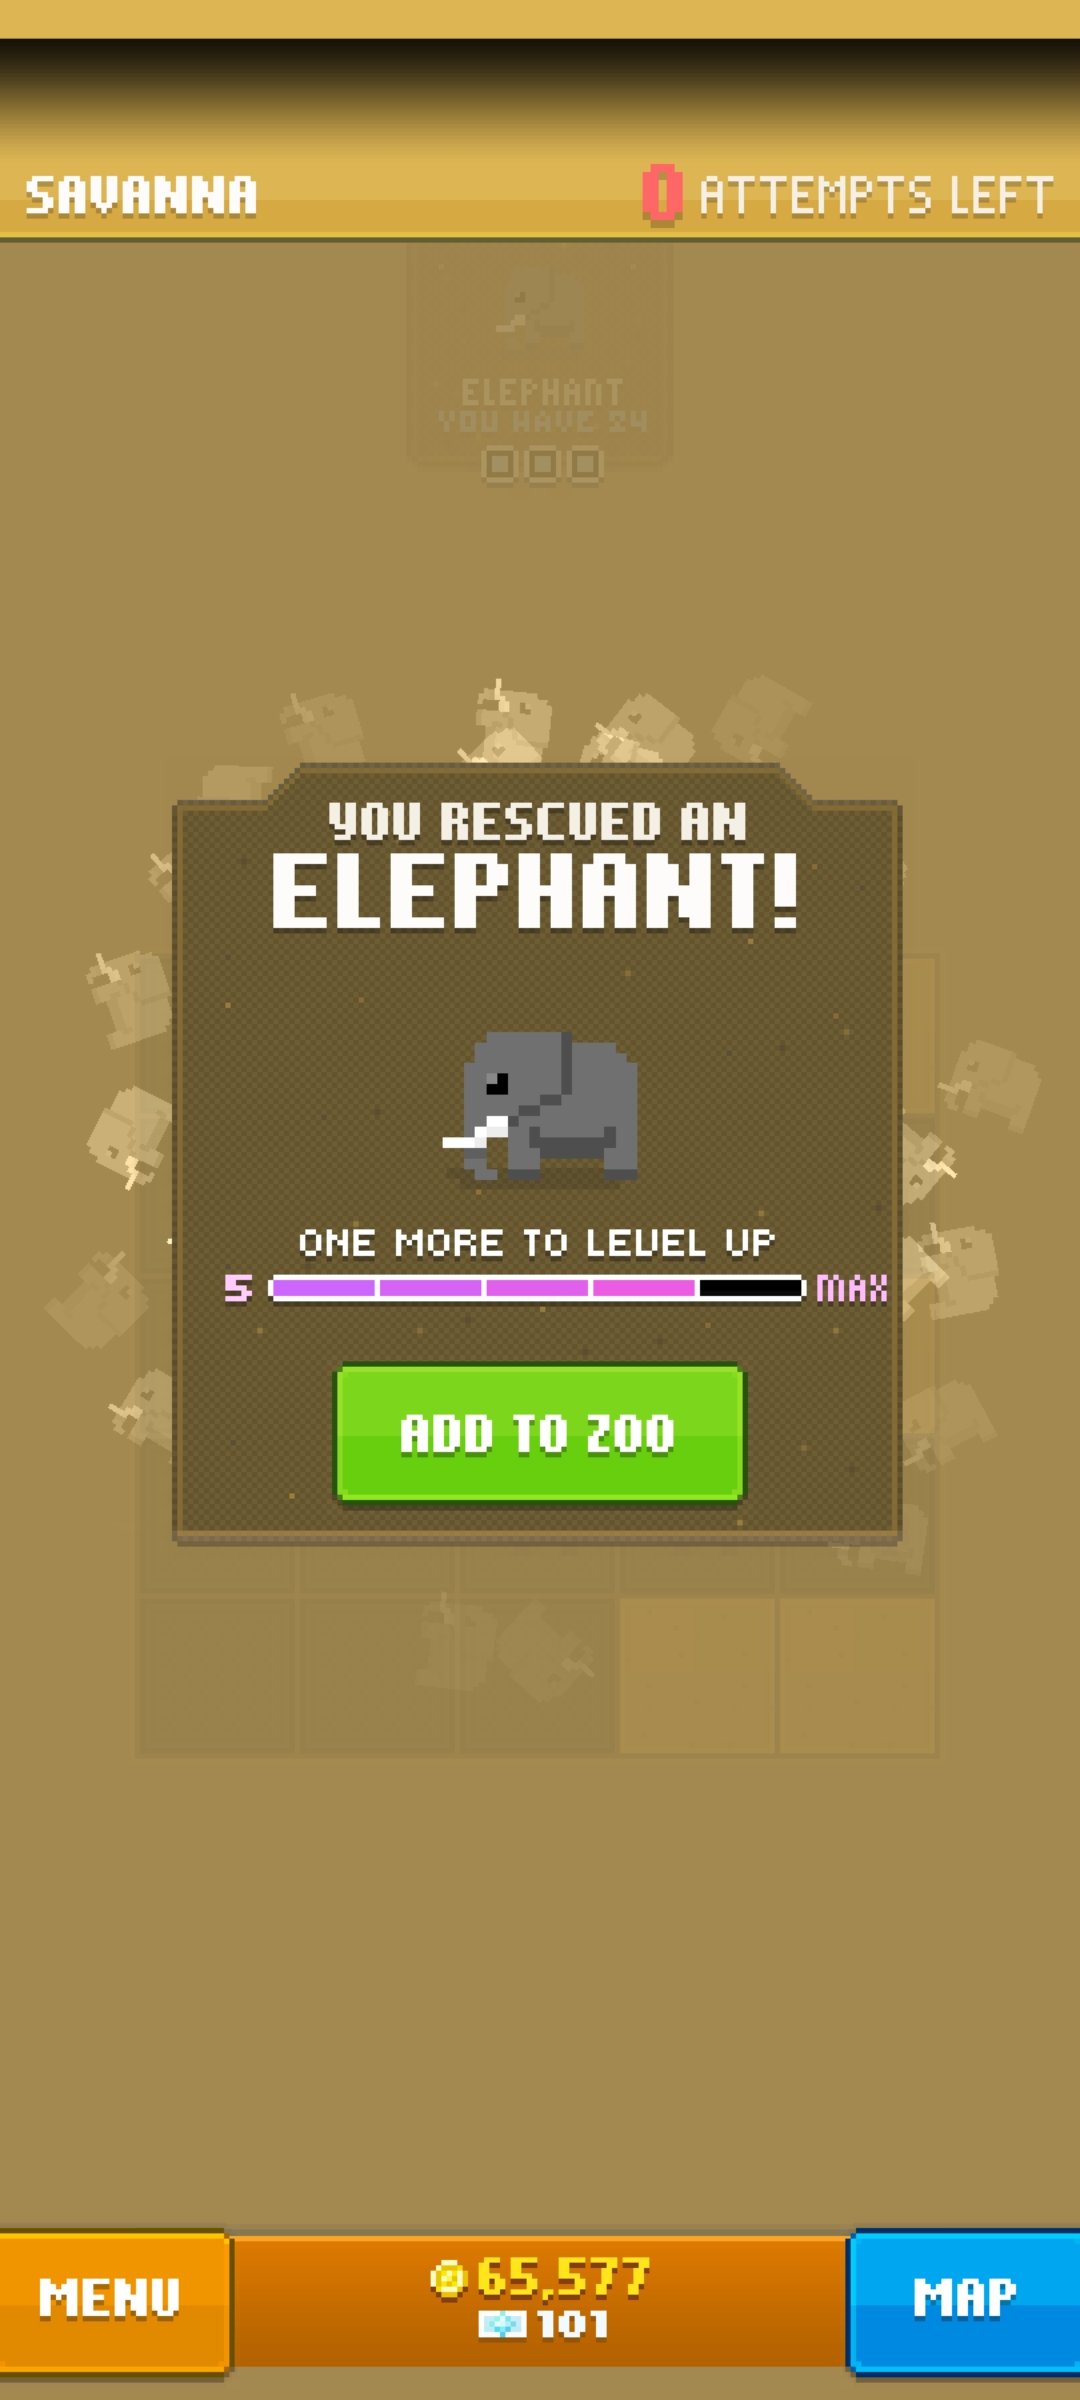 SAVANNA
0 ATTEMPTS LEFT
ELEPHANT
YOU HAVE 24
YOU RESCUED AN
ELEPHANT!
ONE MORE TO LEVEL UP
5 MAX
ADD TO ZOO
MENU
65,577
101
MAP